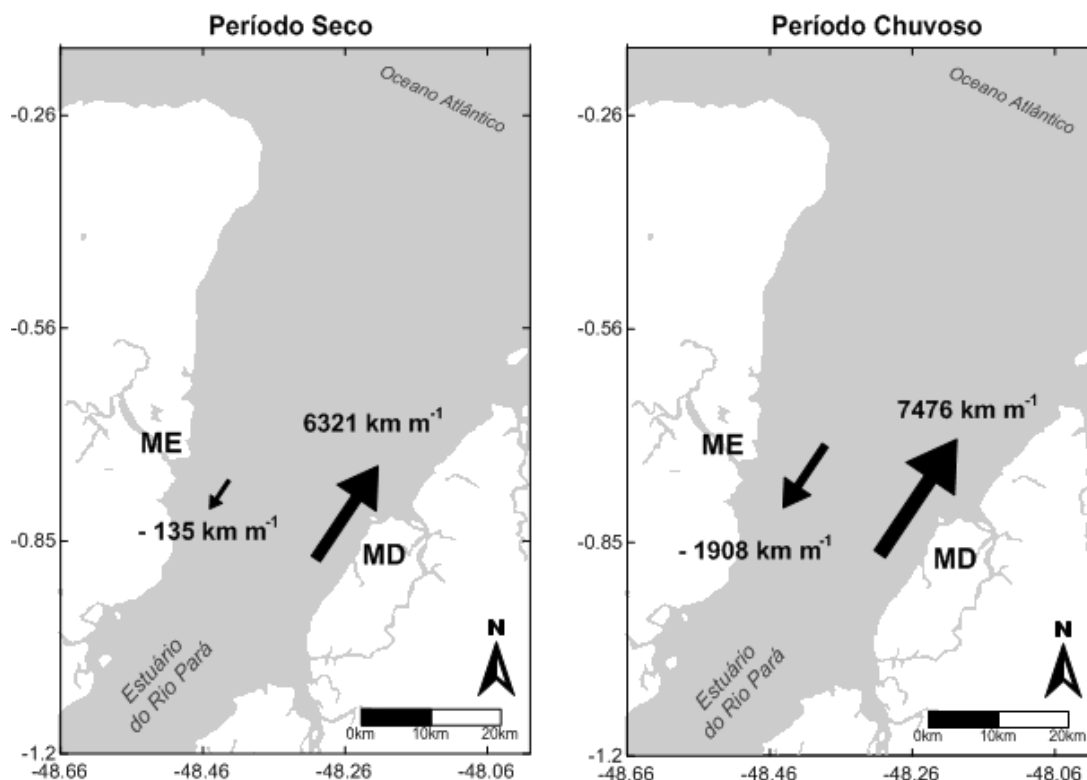 Período Seco
Oceano Atlântico
-0.26
-0.56
-0.85
-1.2
6321 km m-1
ME
- 135 km m-1
MD
N
Estuário
do Rio Pará
0km 10km 20km
-48.66 -48.46 -48.26 -48.06
Período Chuvoso
Oceano Atlântico
-0.26
-0.56
-0.85
-1.2
7476 km m-1
ME
- 1908 km m-1
MD
N
Estuário
do Rio Pará
0km 10km 20km
-48.66 -48.46 -48.26 -48.06